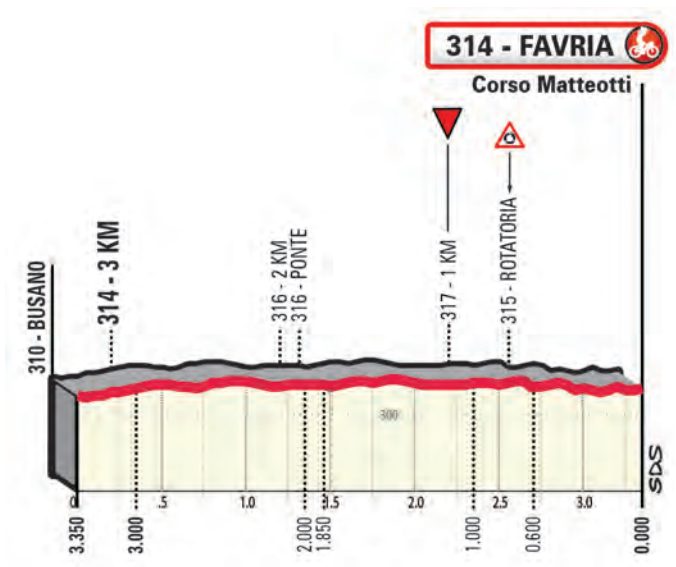 314 - FAVRIA
Corso Matteotti
310 - BUSANO
314 - 3 KM
316 - 2 KM
316 - PONTE
317 - 1 KM
315 - ROTATORIA
300
0
.5
1.0
1.5
2.0
2.5
3.0
3.350
3.000
2.000
1.850
1.000
0.600
0.000
SDS